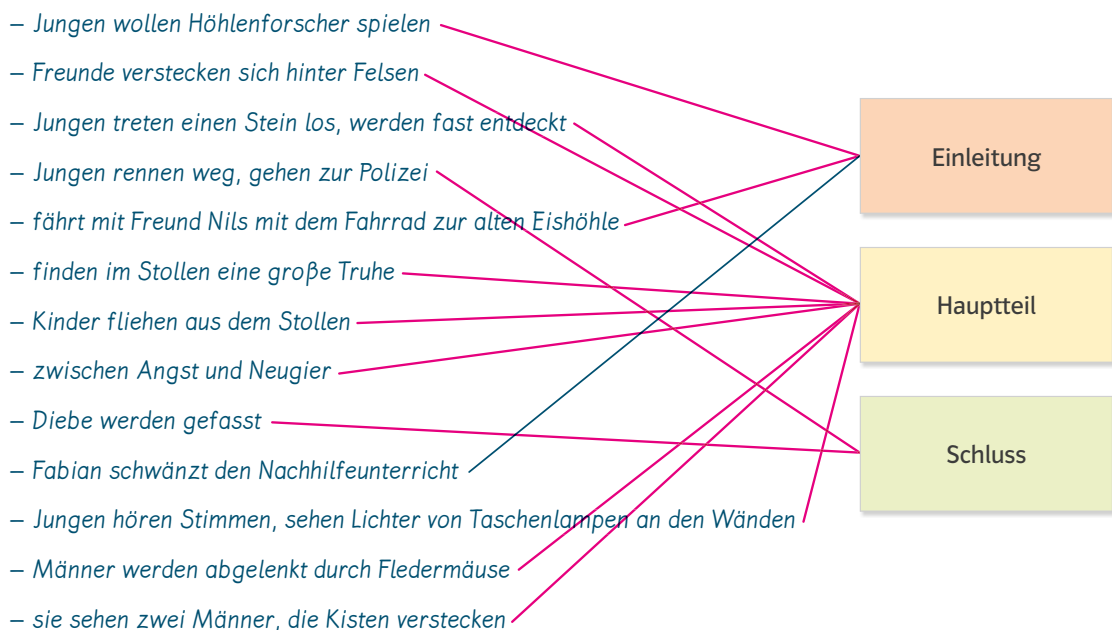 – Jungen wollen Höhlenforscher spielen
– Freunde verstecken sich hinter Felsen
– Jungen treten einen Stein los, werden fast entdeckt
– Jungen rennen weg, gehen zur Polizei
– fährt mit Freund Nils mit dem Fahrrad zur alten Eishöhle
– finden im Stollen eine große Truhe
– Kinder fliehen aus dem Stollen
– zwischen Angst und Neugier
– Diebe werden gefasst
– Fabian schwänzt den Nachhilfeunterricht
– Jungen hören Stimmen, sehen Lichter von Taschenlampen an den Wänden
– Männer werden abgelenkt durch Fledermäuse
– sie sehen zwei Männer, die Kisten verstecken
Einleitung
Hauptteil
Schluss